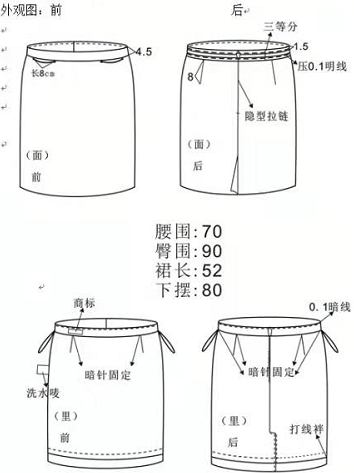 外观图：前
后
三等分
4.5
1.5
压0.1明线
长8cm
8
隐型拉链
（面）
前
（面）
后
腰围:70
臀围:90
裙长:52
下摆:80
商标
0.1暗线
暗针固定
暗针固定
洗水唛
（里）
前
（里）
后
打线袢